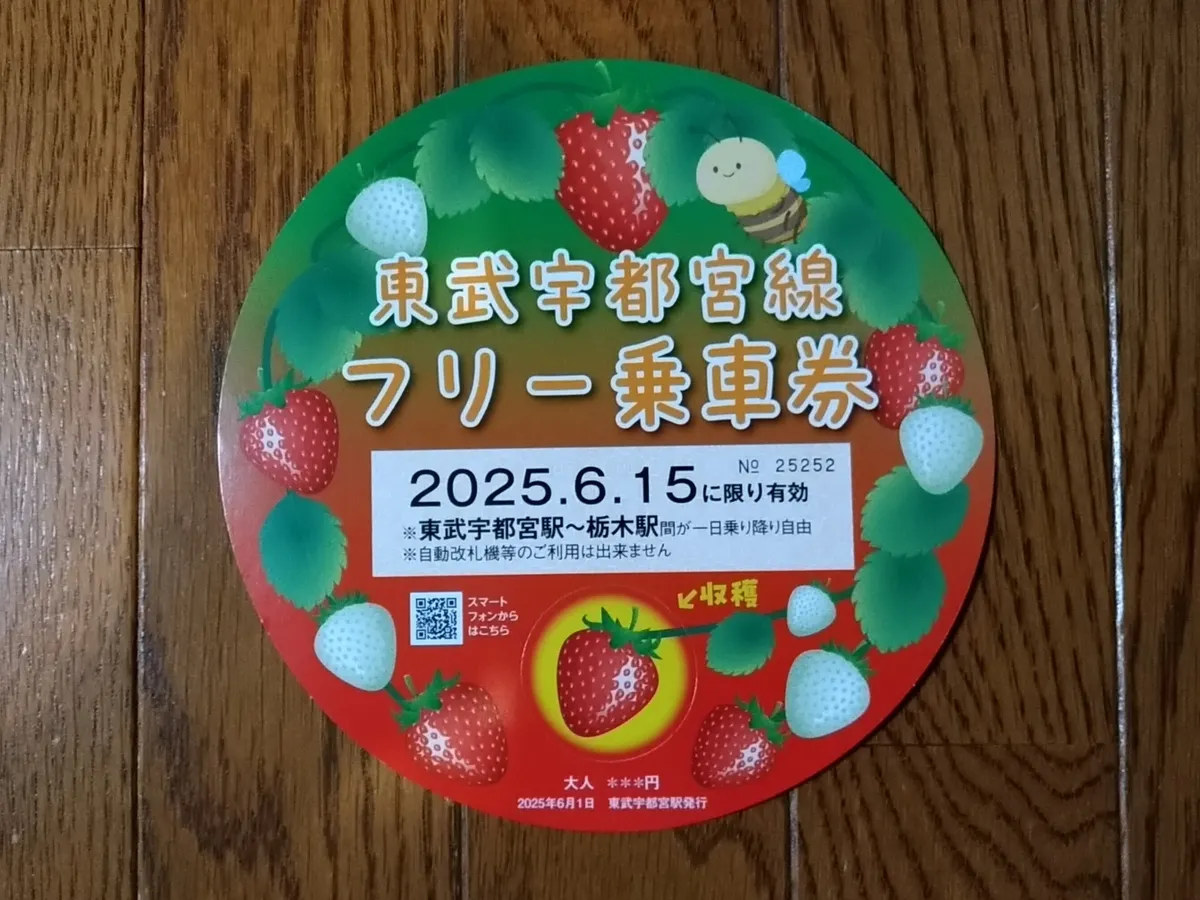 東武宇都宮線
フリー乗車券
№ 25252
2025.6.15に限り有効
※東武宇都宮駅～栃木駅間が一日乗り降り自由
※自動改札機等のご利用は出来ません
スマート
フォンから
はこちら
↙収穫
大人 ***円
2025年6月1日 東武宇都宮駅発行